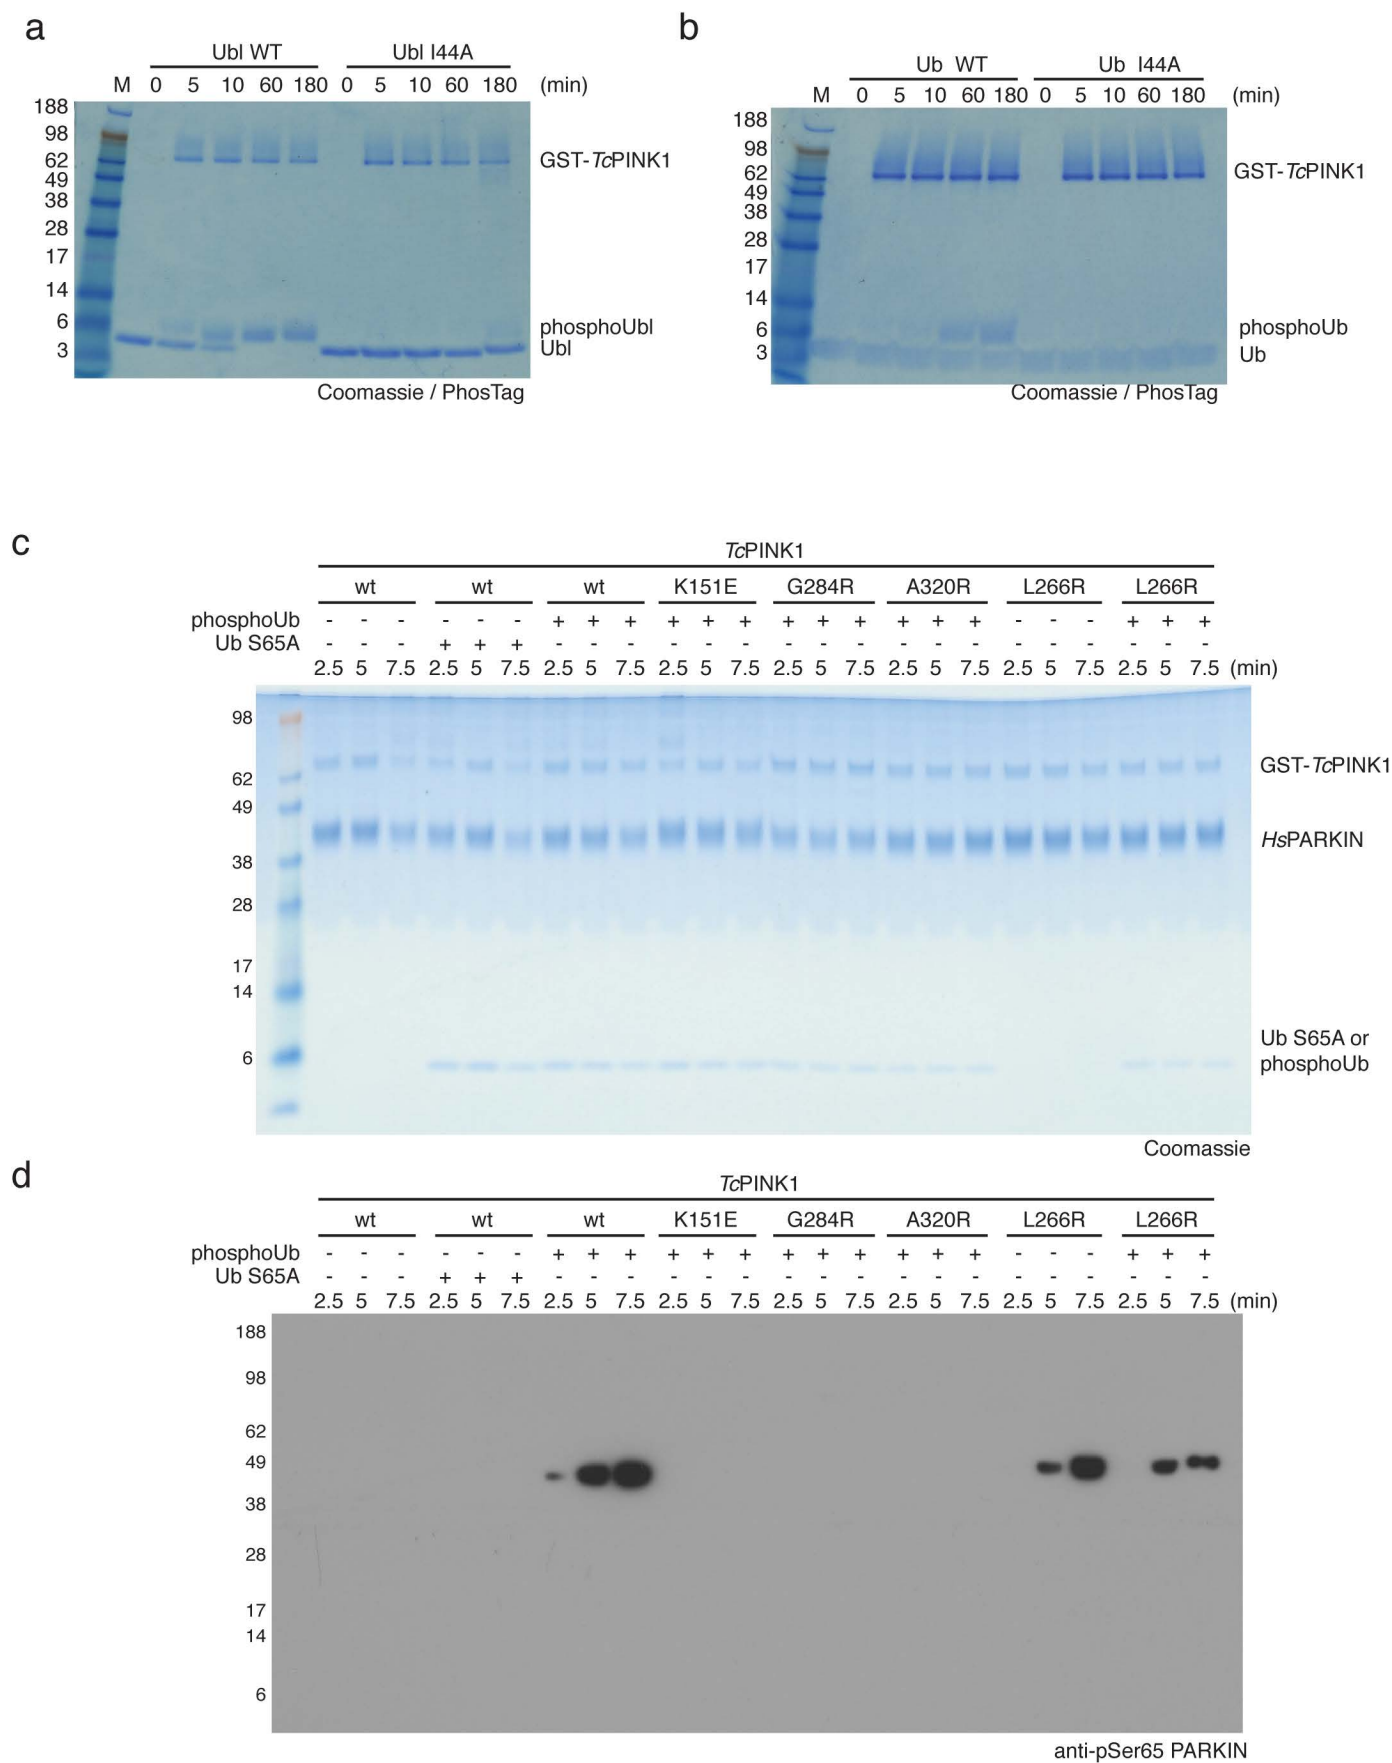 a
Ubl WT Ubl I44A
M 0 5 10 60 180 0 5 10 60 180 (min)
188
98
62
49
38
28
17
14
6
3
GST-TcPINK1
phosphoUbl
Ubl
Coomassie / PhosTag
b
Ub WT Ub I44A
M 0 5 10 60 180 0 5 10 60 180 (min)
188
98
62
49
38
28
17
14
6
3
GST-TcPINK1
phosphoUb
Ub
Coomassie / PhosTag
c
TcPINK1
wt wt wt K151E G284R A320R L266R L266R
phosphoUb - - - - - - + + + + + + + + + + + + - - - + + +
Ub S65A - - - + + + - - - - - - - - - - - - - - - - - -
2.5 5 7.5 2.5 5 7.5 2.5 5 7.5 2.5 5 7.5 2.5 5 7.5 2.5 5 7.5 2.5 5 7.5 2.5 5 7.5 (min)
98
62
49
38
28
17
14
6
GST-TcPINK1
HsPARKIN
Ub S65A or
phosphoUb
Coomassie
d
TcPINK1
wt wt wt K151E G284R A320R L266R L266R
phosphoUb - - - - - - + + + + + + + + + + + + - - - + + +
Ub S65A - - - + + + - - - - - - - - - - - - - - - - - -
2.5 5 7.5 2.5 5 7.5 2.5 5 7.5 2.5 5 7.5 2.5 5 7.5 2.5 5 7.5 2.5 5 7.5 2.5 5 7.5 (min)
188
98
62
49
38
28
17
14
6
anti-pSer65 PARKIN